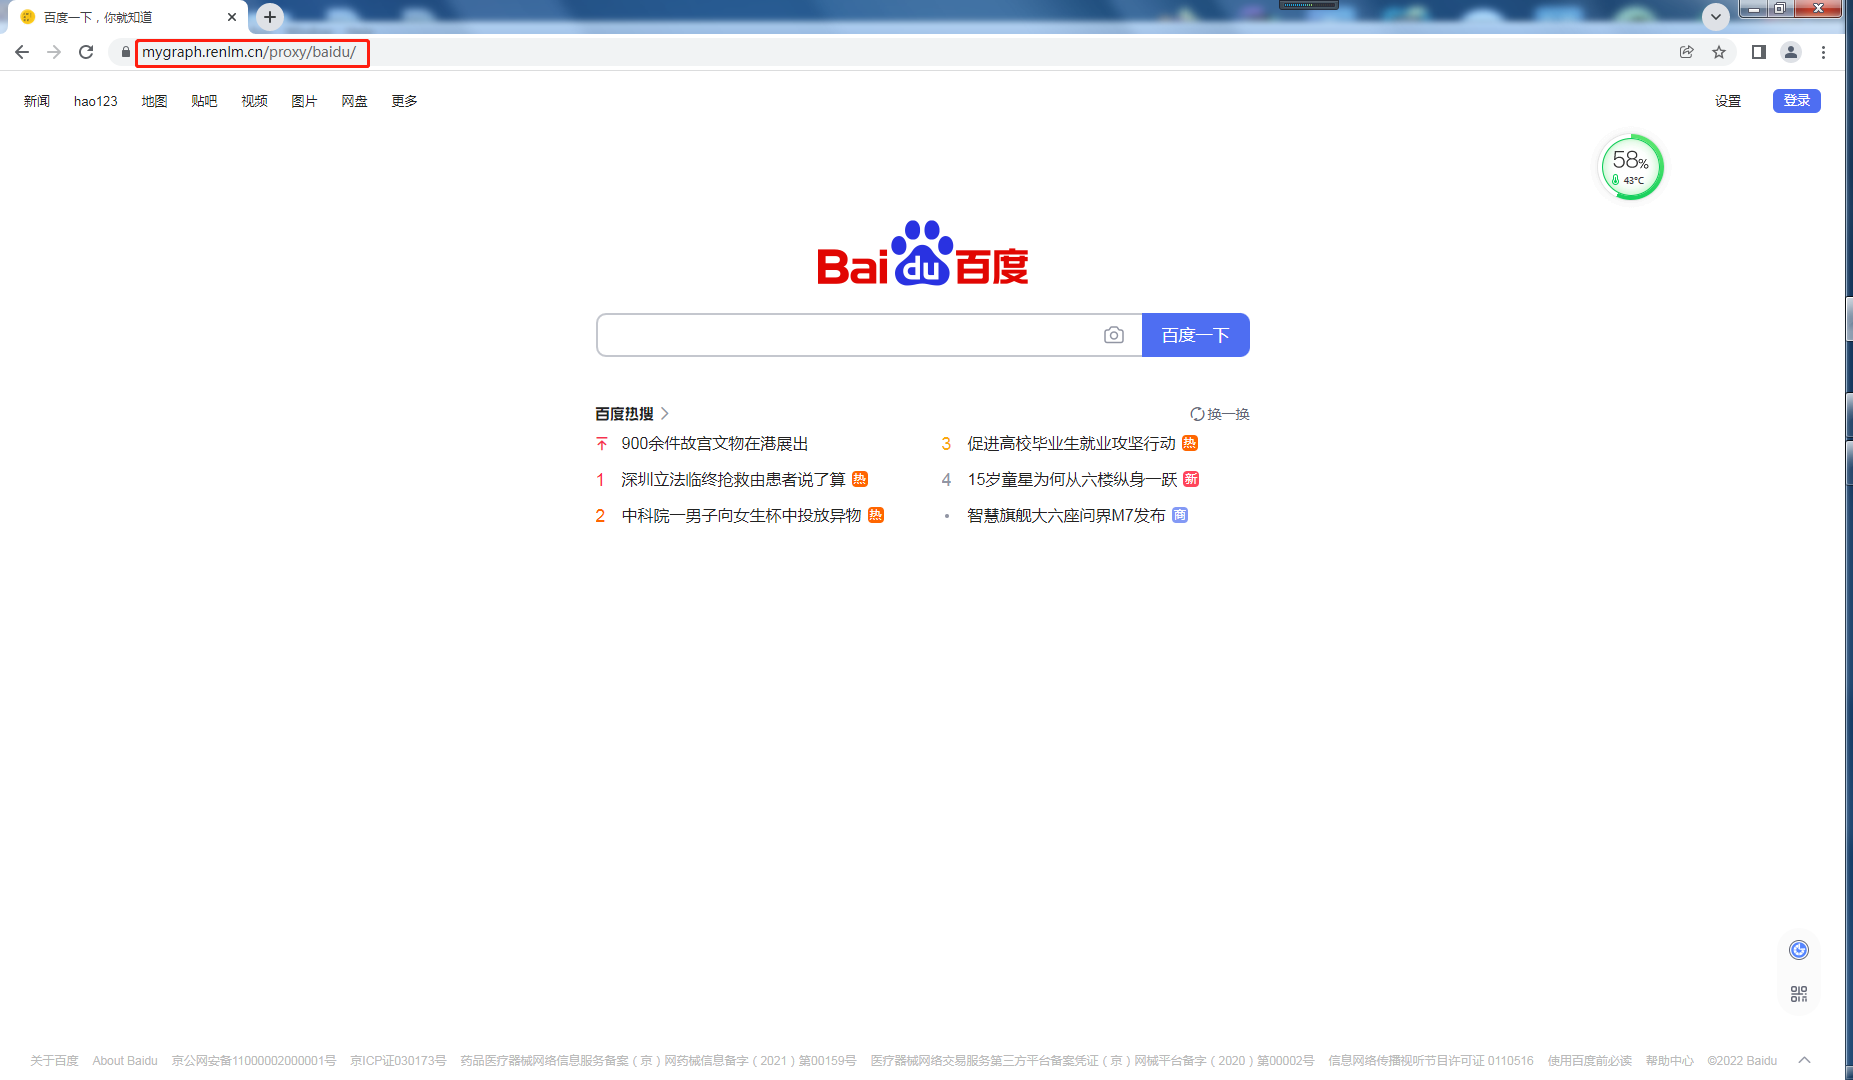 百度一下，你就知道
mygraph.renlm.cn/proxy/baidu/
新闻 hao123 地图 贴吧 视频 图片 网盘 更多 设置 登录
58%
43°C
Bai du 百度
百度一下
百度热搜 换一换
900余件故宫文物在港展出
1 深圳立法临终抢救由患者说了算 热
2 中科院一男子向女生杯中投放异物 热
3 促进高校毕业生就业攻坚行动 热
4 15岁童星为何从六楼纵身一跃 新
• 智慧旗舰大六座问界M7发布 商
关于百度 About Baidu 京公网安备11000002000001号 京ICP证030173号 药品医疗器械网络信息服务备案（京）网药械信息备字（2021）第00159号 医疗器械网络交易服务第三方平台备案凭证（京）网械平台备字（2020）第00002号 信息网络传播视听节目许可证 0110516 使用百度前必读 帮助中心 ©2022 Baidu